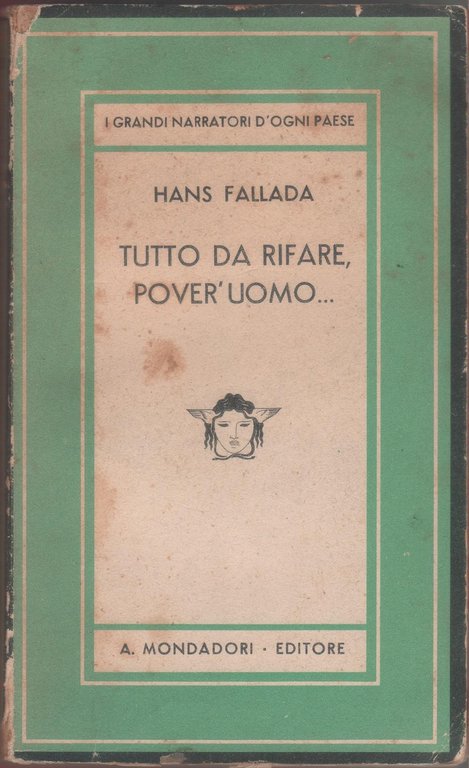 I GRANDI NARRATORI D'OGNI PAESE
HANS FALLADA
TUTTO DA RIFARE,
POVER'UOMO...
A. MONDADORI · EDITORE